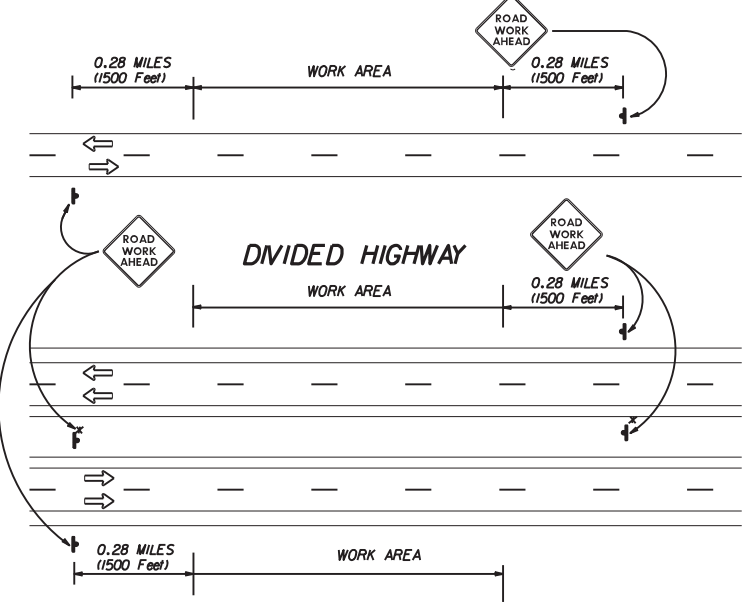 ROAD
WORK
AHEAD
0.28 MILES
(1500 Feet)
WORK AREA
0.28 MILES
(1500 Feet)
ROAD
WORK
AHEAD
DIVIDED HIGHWAY
ROAD
WORK
AHEAD
WORK AREA
0.28 MILES
(1500 Feet)
x
x
0.28 MILES
(1500 Feet)
WORK AREA